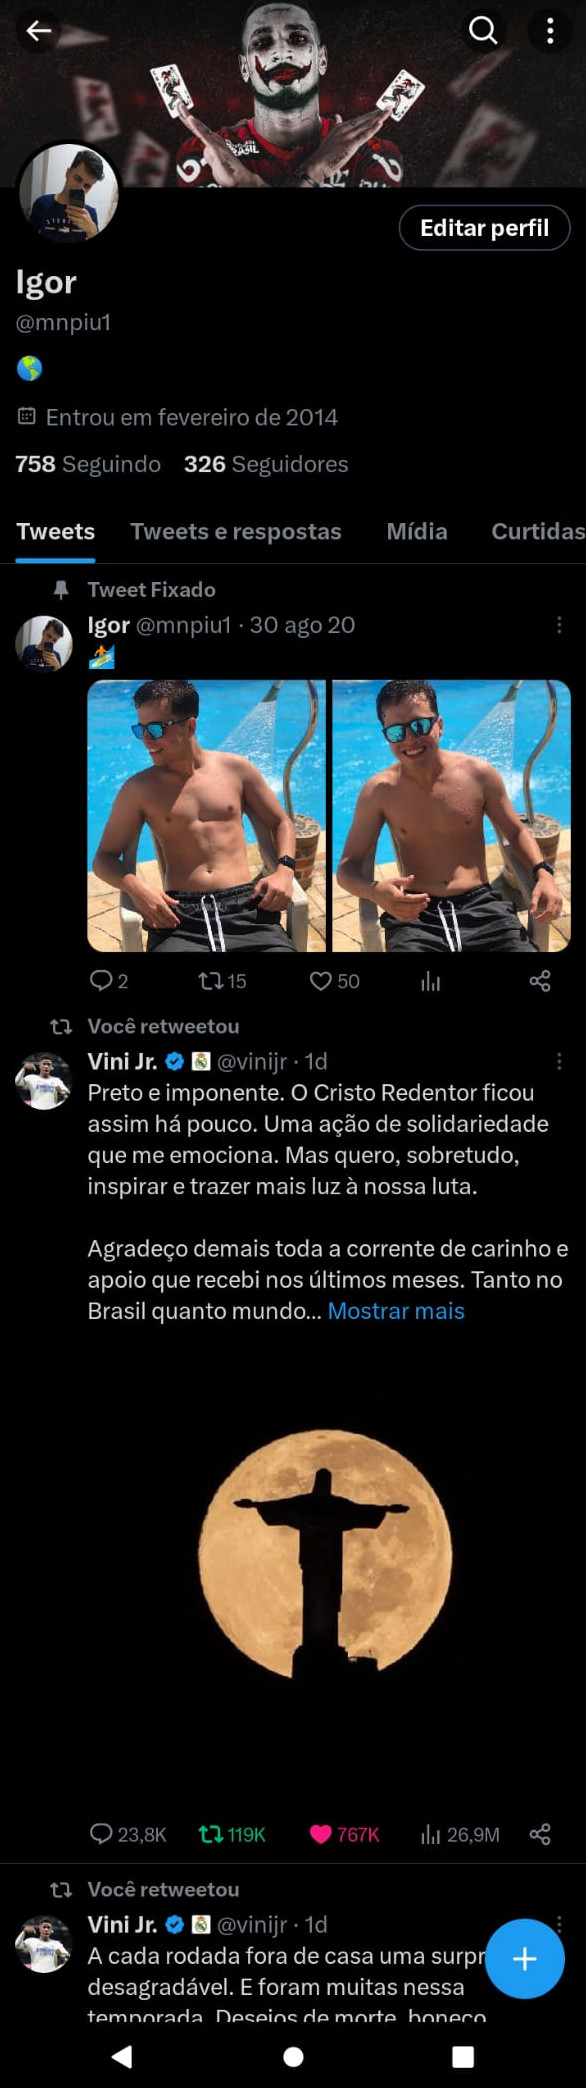 Editar perfil
Igor
@mnpiu1
Entrou em fevereiro de 2014
758 Seguindo 326 Seguidores
Tweets Tweets e respostas Mídia Curtidas
Tweet Fixado
Igor @mnpiu1 · 30 ago 20
2 15 50
Você retweetou
Vini Jr. @vinijr · 1d
Preto e imponente. O Cristo Redentor ficou
assim há pouco. Uma ação de solidariedade
que me emociona. Mas quero, sobretudo,
inspirar e trazer mais luz à nossa luta.
Agradeço demais toda a corrente de carinho e
apoio que recebi nos últimos meses. Tanto no
Brasil quanto mundo... Mostrar mais
23,8K 119K 767K 26,9M
Você retweetou
Vini Jr. @vinijr · 1d
A cada rodada fora de casa uma surpr
desagradável. E foram muitas nessa
temporada. Desejos de morte, boneco